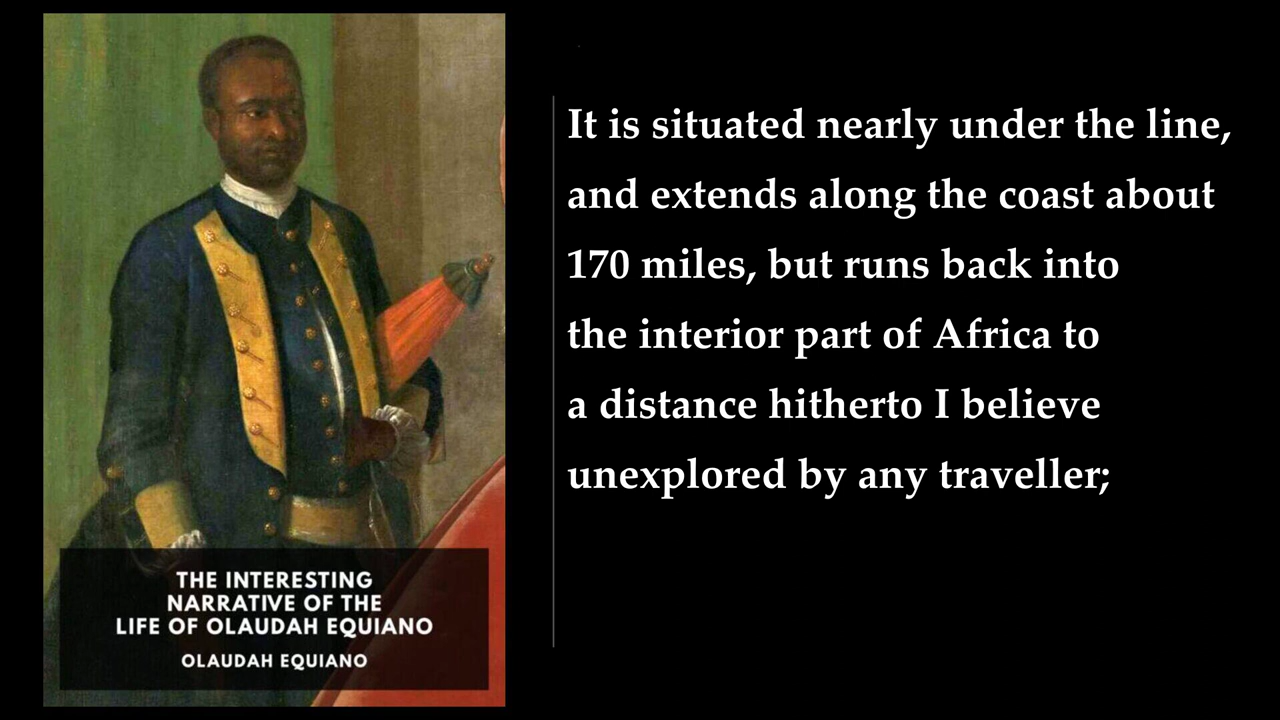 THE INTERESTING
NARRATIVE OF THE
LIFE OF OLAUDAH EQUIANO
OLAUDAH EQUIANO
It is situated nearly under the line,
and extends along the coast about
170 miles, but runs back into
the interior part of Africa to
a distance hitherto I believe
unexplored by any traveller;